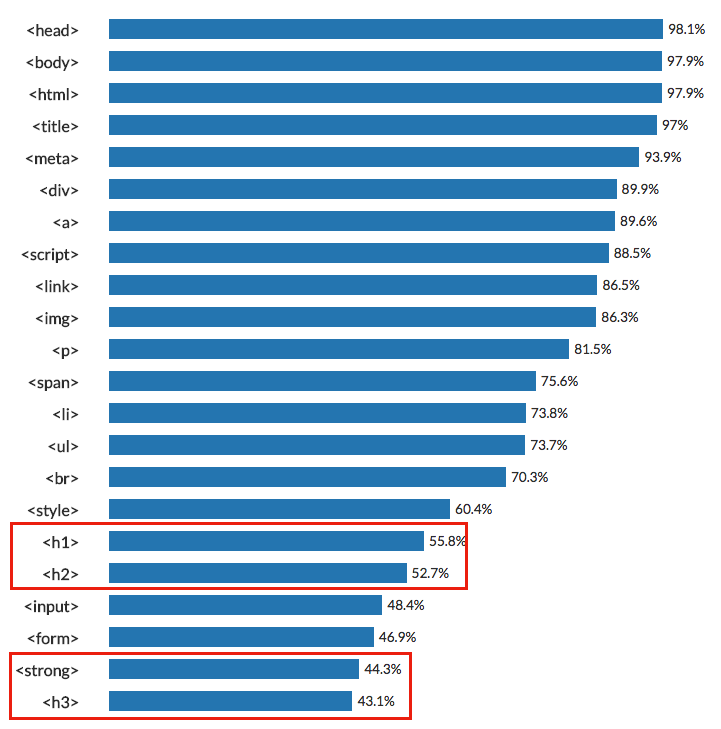 <head> 98.1%
<body> 97.9%
<html> 97.9%
<title> 97%
<meta> 93.9%
<div> 89.9%
<a> 89.6%
<script> 88.5%
<link> 86.5%
<img> 86.3%
<p> 81.5%
<span> 75.6%
<li> 73.8%
<ul> 73.7%
<br> 70.3%
<style> 60.4%
<h1> 55.8%
<h2> 52.7%
<input> 48.4%
<form> 46.9%
<strong> 44.3%
<h3> 43.1%